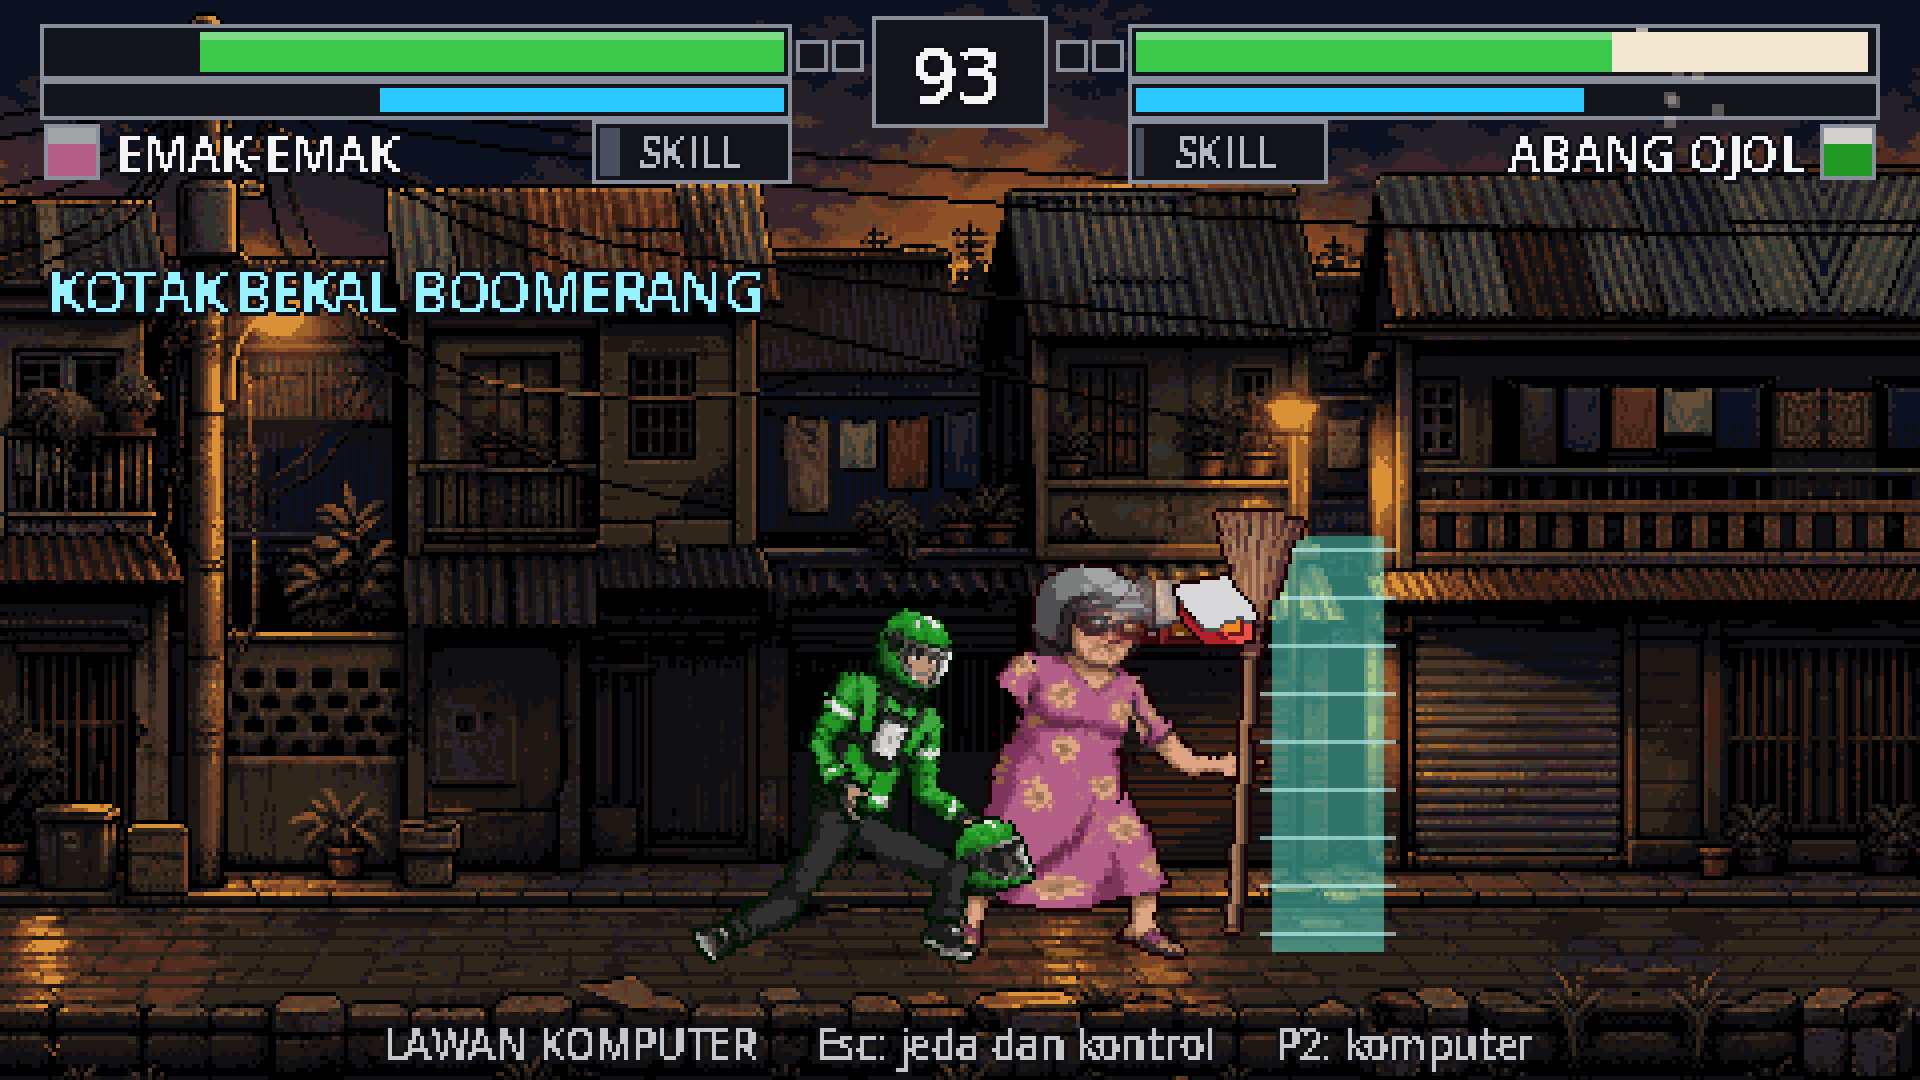 93
SKILL
SKILL
EMAK-EMAK
ABANG OJOL
KOTAK BEKAL BOOMERANG
LAWAN KOMPUTER Esc: jeda dan kontrol P2: komputer